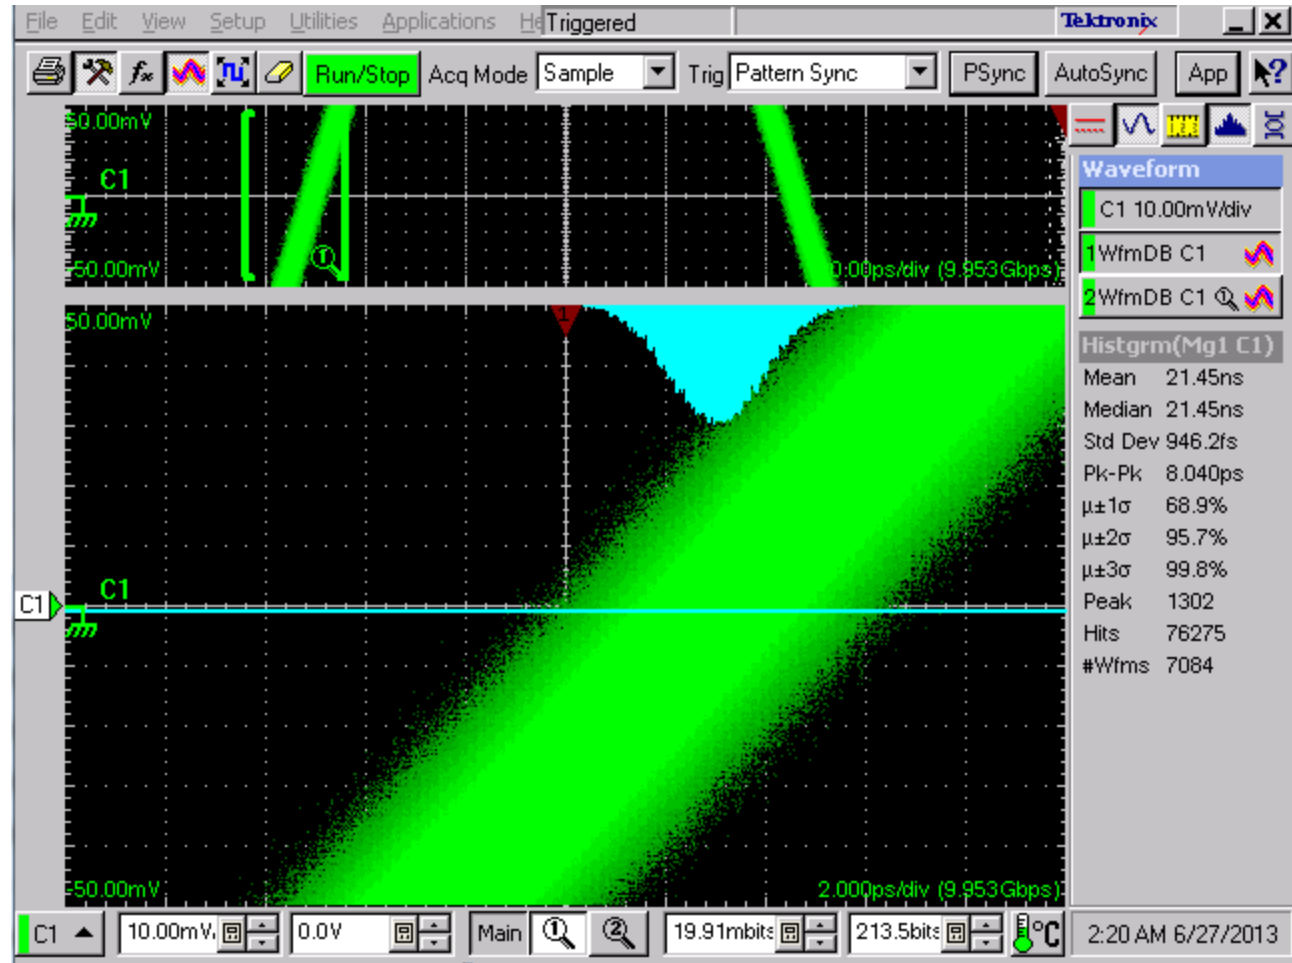 File Edit View Setup Utilities Applications Triggered Tektronix
Run/Stop Acq Mode Sample Trig Pattern Sync PSync AutoSync App
50.00mV
C1
-50.00mV
0.00ps/div (9.953Gbps)
Waveform
C1 10.00mV/div
1 WfmDB C1
2 WfmDB C1
Histgrm(Mg1 C1)
Mean 21.45ns
Median 21.45ns
Std Dev 946.2fs
Pk-Pk 8.040ps
μ±1σ 68.9%
μ±2σ 95.7%
μ±3σ 99.8%
Peak 1302
Hits 76275
#Wfms 7084
50.00mV
1
C1
C1
-50.00mV
2.000ps/div (9.953Gbps)
C1 10.00mV 0.0V Main 1 2 19.91mbits 213.5bits °C 2:20 AM 6/27/2013